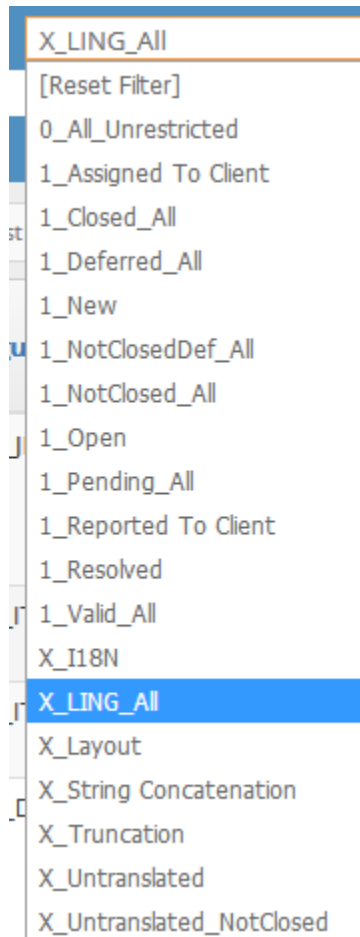 X_LING_All
[Reset Filter]
0_All_Unrestricted
1_Assigned To Client
1_Closed_All
st
1_Deferred_All
1_New
1_NotClosedDef_All
1_NotClosed_All
1_Open
1_Pending_All
1_Reported To Client
1_Resolved
1_Valid_All
X_I18N
X_LING_All
X_Layout
X_String Concatenation
X_Truncation
X_Untranslated
X_Untranslated_NotClosed